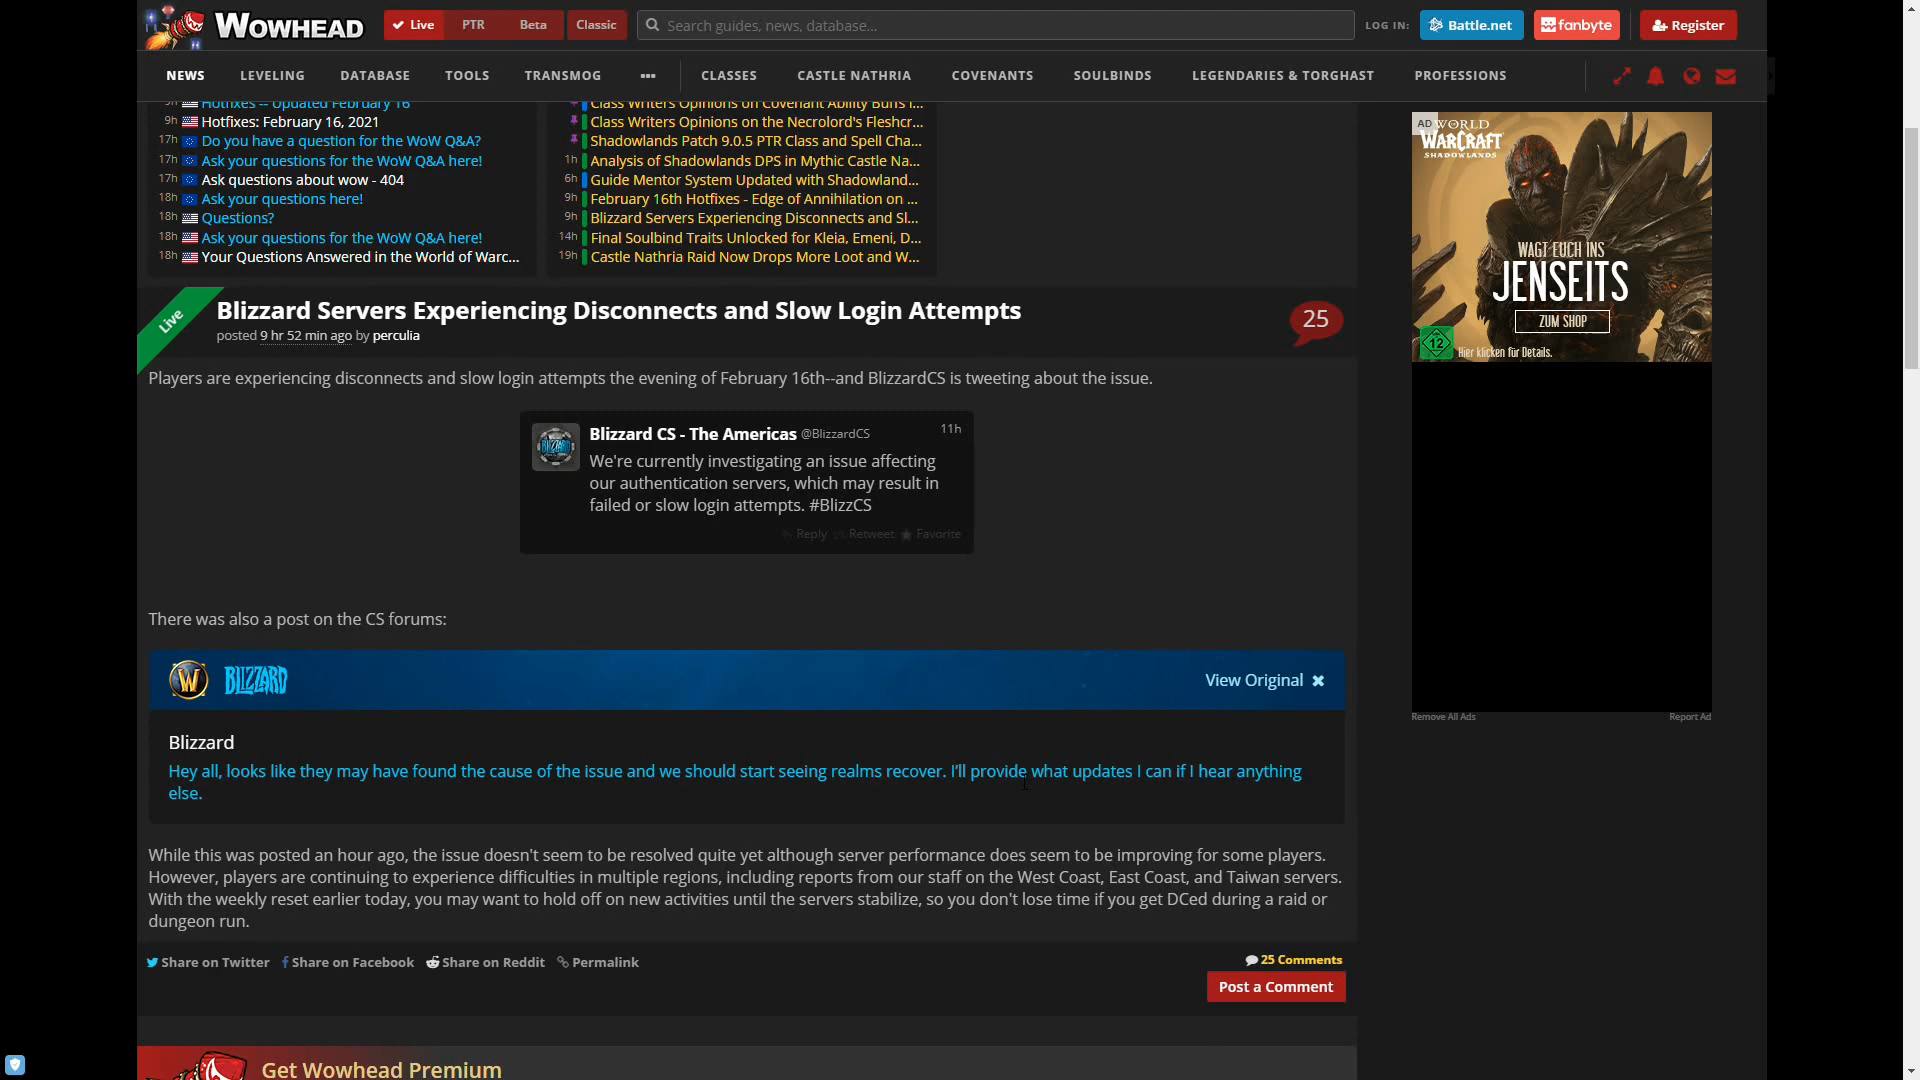 WOWHEAD
Live PTR Beta Classic
Search guides, news, database...
LOG IN: Battle.net fanbyte Register
NEWS LEVELING DATABASE TOOLS TRANSMOG ••• CLASSES CASTLE NATHRIA COVENANTS SOULBINDS LEGENDARIES & TORGHAST PROFESSIONS
9h Hotfixes -- Updated February 16
9h Hotfixes: February 16, 2021
17h Do you have a question for the WoW Q&A?
17h Ask your questions for the WoW Q&A here!
17h Ask questions about wow - 404
18h Ask your questions here!
18h Questions?
18h Ask your questions for the WoW Q&A here!
18h Your Questions Answered in the World of Warc...
Class Writers Opinions on Covenant Ability Buffs i...
Class Writers Opinions on the Necrolord's Fleshcr...
Shadowlands Patch 9.0.5 PTR Class and Spell Cha...
1h Analysis of Shadowlands DPS in Mythic Castle Na...
6h Guide Mentor System Updated with Shadowland...
9h February 16th Hotfixes - Edge of Annihilation on ...
9h Blizzard Servers Experiencing Disconnects and Sl...
14h Final Soulbind Traits Unlocked for Kleia, Emeni, D...
19h Castle Nathria Raid Now Drops More Loot and W...
AD
WORLD
WARCRAFT
SHADOWLANDS
WAGT EUCH INS
JENSEITS
ZUM SHOP
12
Hier klicken für Details.
Remove All Ads Report Ad
Live
Blizzard Servers Experiencing Disconnects and Slow Login Attempts
posted 9 hr 52 min ago by perculia
25
Players are experiencing disconnects and slow login attempts the evening of February 16th--and BlizzardCS is tweeting about the issue.
Blizzard CS - The Americas @BlizzardCS 11h
We're currently investigating an issue affecting
our authentication servers, which may result in
failed or slow login attempts. #BlizzCS
Reply Retweet Favorite
There was also a post on the CS forums:
W BLIZZARD View Original
Blizzard
Hey all, looks like they may have found the cause of the issue and we should start seeing realms recover. I'll provide what updates I can if I hear anything
else.
While this was posted an hour ago, the issue doesn't seem to be resolved quite yet although server performance does seem to be improving for some players.
However, players are continuing to experience difficulties in multiple regions, including reports from our staff on the West Coast, East Coast, and Taiwan servers.
With the weekly reset earlier today, you may want to hold off on new activities until the servers stabilize, so you don't lose time if you get DCed during a raid or
dungeon run.
Share on Twitter Share on Facebook Share on Reddit Permalink
25 Comments
Post a Comment
Get Wowhead Premium